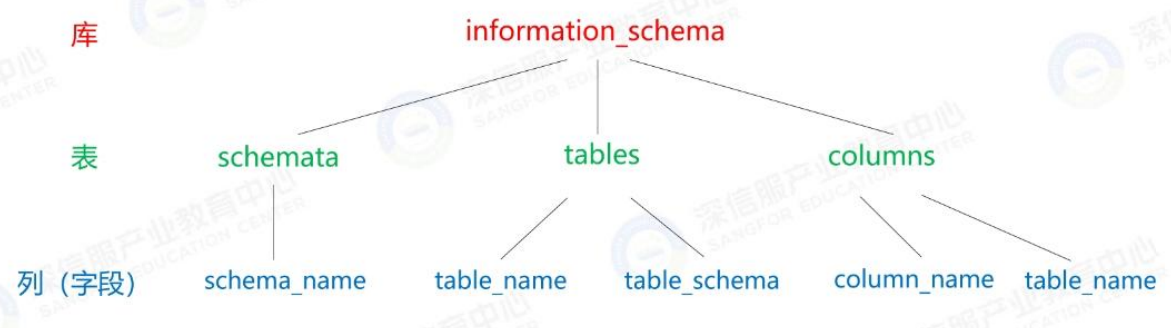 库 information_schema
表 schemata tables columns
列（字段） schema_name table_name table_schema column_name table_name
深信服产业教育中心
SANGFOR EDUCATION CENTER